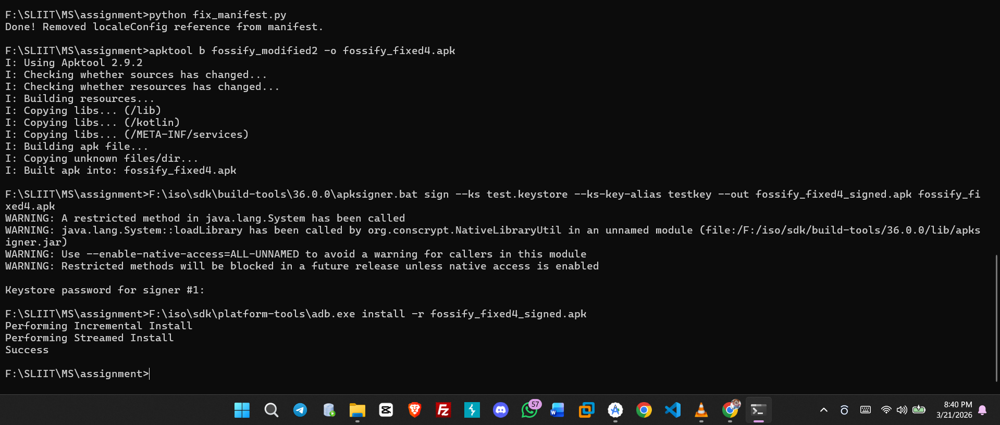 F:\SLIIT\MS\assignment>python fix_manifest.py
Done! Removed localeConfig reference from manifest.
F:\SLIIT\MS\assignment>apktool b fossify_modified2 -o fossify_fixed4.apk
I: Using Apktool 2.9.2
I: Checking whether sources has changed...
I: Checking whether resources has changed...
I: Building resources...
I: Copying libs... (/lib)
I: Copying libs... (/kotlin)
I: Copying libs... (/META-INF/services)
I: Building apk file...
I: Copying unknown files/dir...
I: Built apk into: fossify_fixed4.apk
F:\SLIIT\MS\assignment>F:\iso\sdk\build-tools\36.0.0\apksigner.bat sign --ks test.keystore --ks-key-alias testkey --out fossify_fixed4_signed.apk fossify_fi
xed4.apk
WARNING: A restricted method in java.lang.System has been called
WARNING: java.lang.System::loadLibrary has been called by org.conscrypt.NativeLibraryUtil in an unnamed module (file:/F:/iso/sdk/build-tools/36.0.0/lib/apks
igner.jar)
WARNING: Use --enable-native-access=ALL-UNNAMED to avoid a warning for callers in this module
WARNING: Restricted methods will be blocked in a future release unless native access is enabled
Keystore password for signer #1:
F:\SLIIT\MS\assignment>F:\iso\sdk\platform-tools\adb.exe install -r fossify_fixed4_signed.apk
Performing Incremental Install
Performing Streamed Install
Success
F:\SLIIT\MS\assignment>
57
8:40 PM
3/21/2026